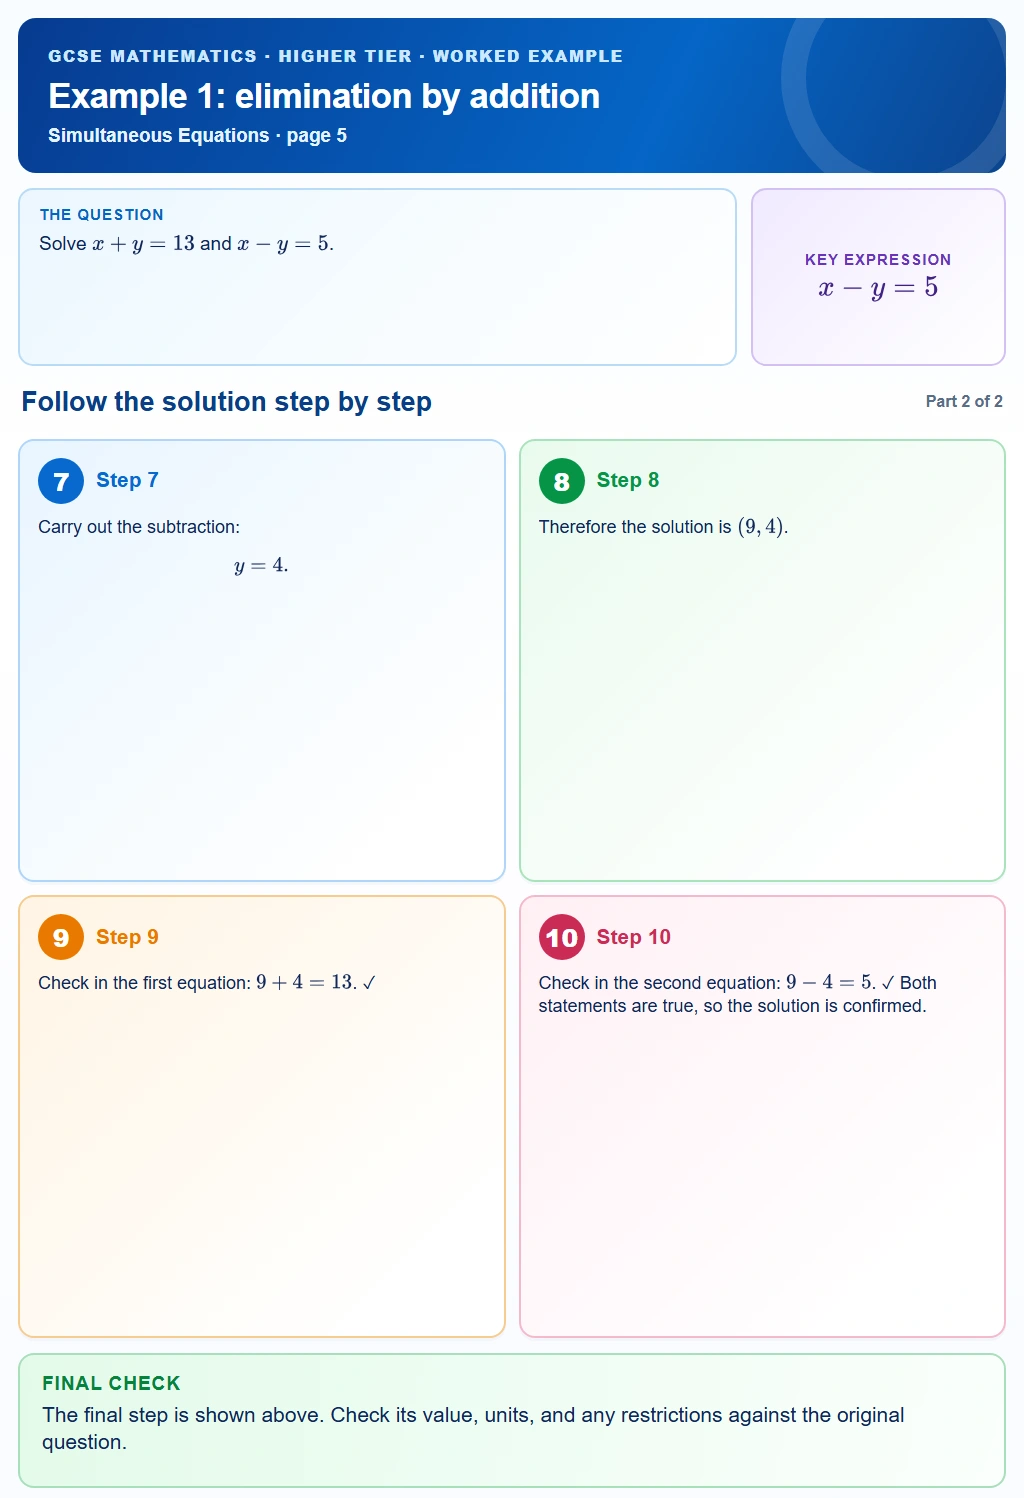 GCSE MATHEMATICS · HIGHER TIER · WORKED EXAMPLE
Example 1: elimination by addition
Simultaneous Equations · page 5
THE QUESTION
Solve x + y = 13 and x − y = 5.
KEY EXPRESSION
x − y = 5
Follow the solution step by step
Part 2 of 2
7 Step 7
Carry out the subtraction:
y = 4.
8 Step 8
Therefore the solution is (9, 4).
9 Step 9
Check in the first equation: 9 + 4 = 13. ✓
10 Step 10
Check in the second equation: 9 − 4 = 5. ✓ Both
statements are true, so the solution is confirmed.
FINAL CHECK
The final step is shown above. Check its value, units, and any restrictions against the original
question.